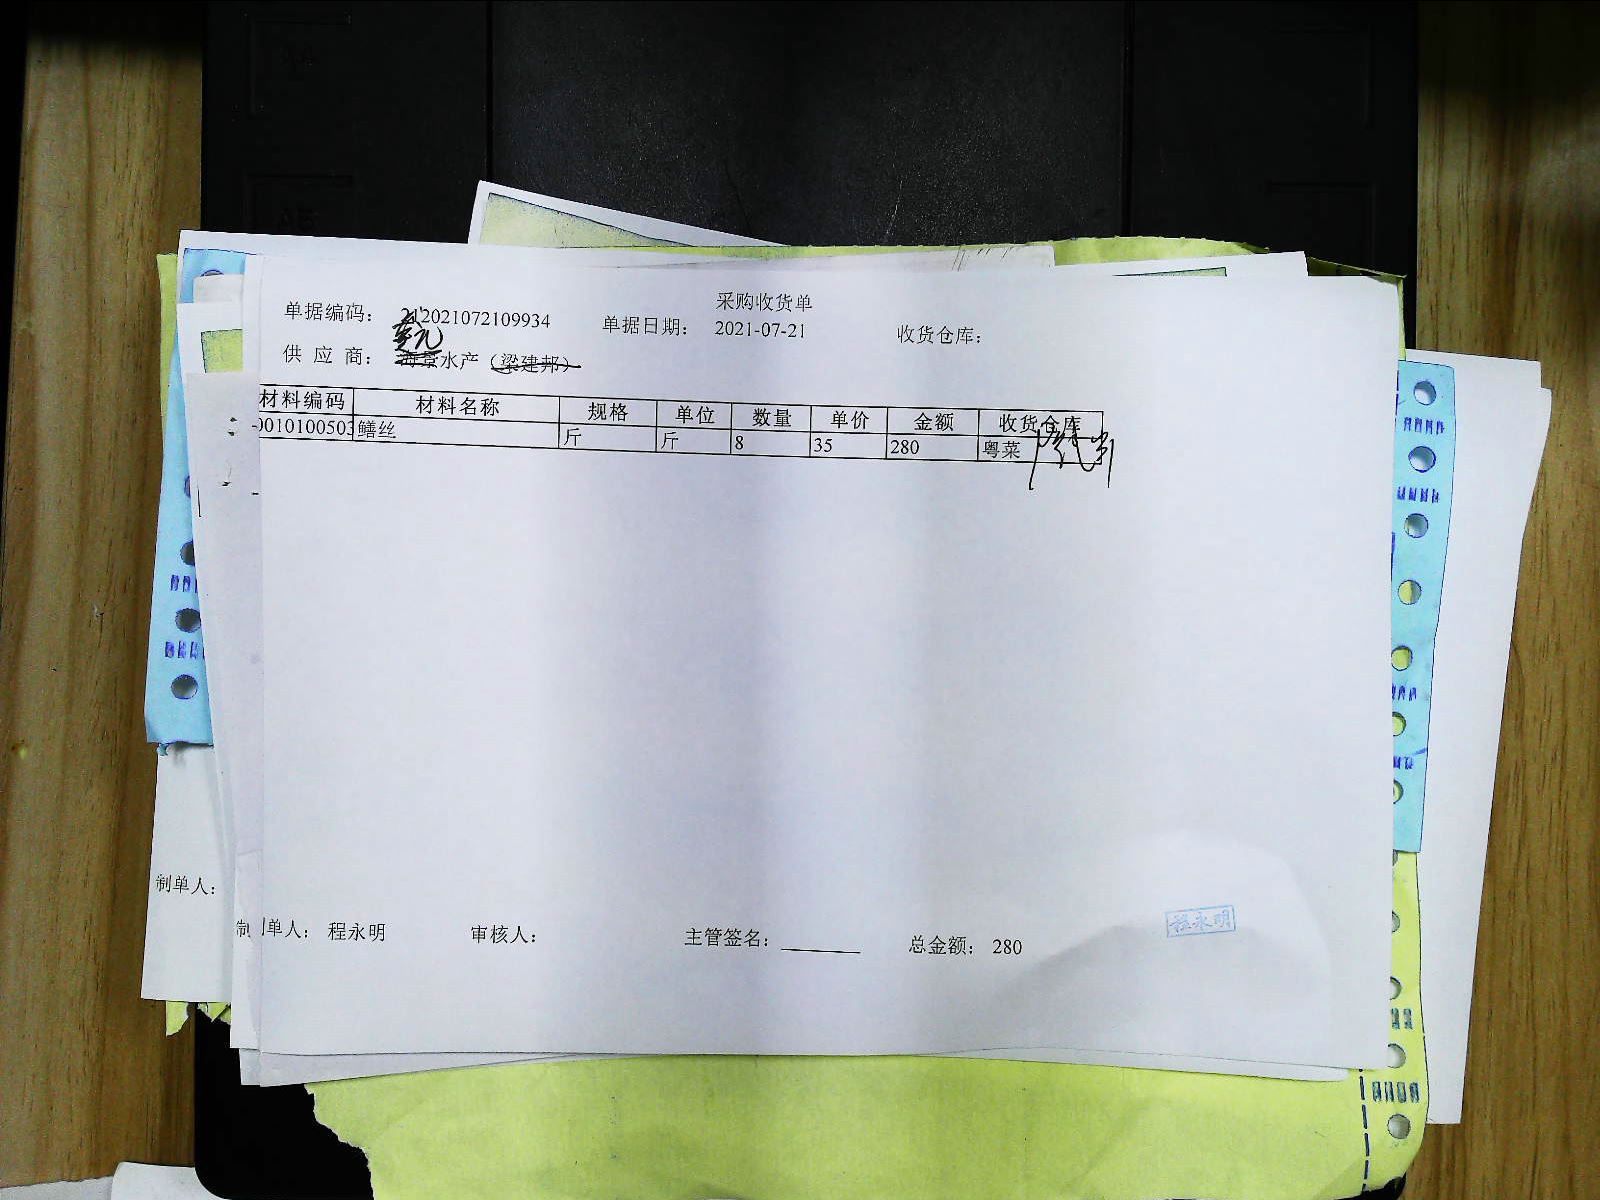 采购收货单
单据编码： 212021072109934 单据日期： 2021-07-21 收货仓库：
供 应 商： 水产（梁建邦）
材料编码 材料名称 规格 单位 数量 单价 金额 收货仓库
0010100503 鳝丝 斤 斤 8 35 280 粤菜
制单人： 程永明 审核人： 主管签名： 总金额： 280
程永明
制单人：